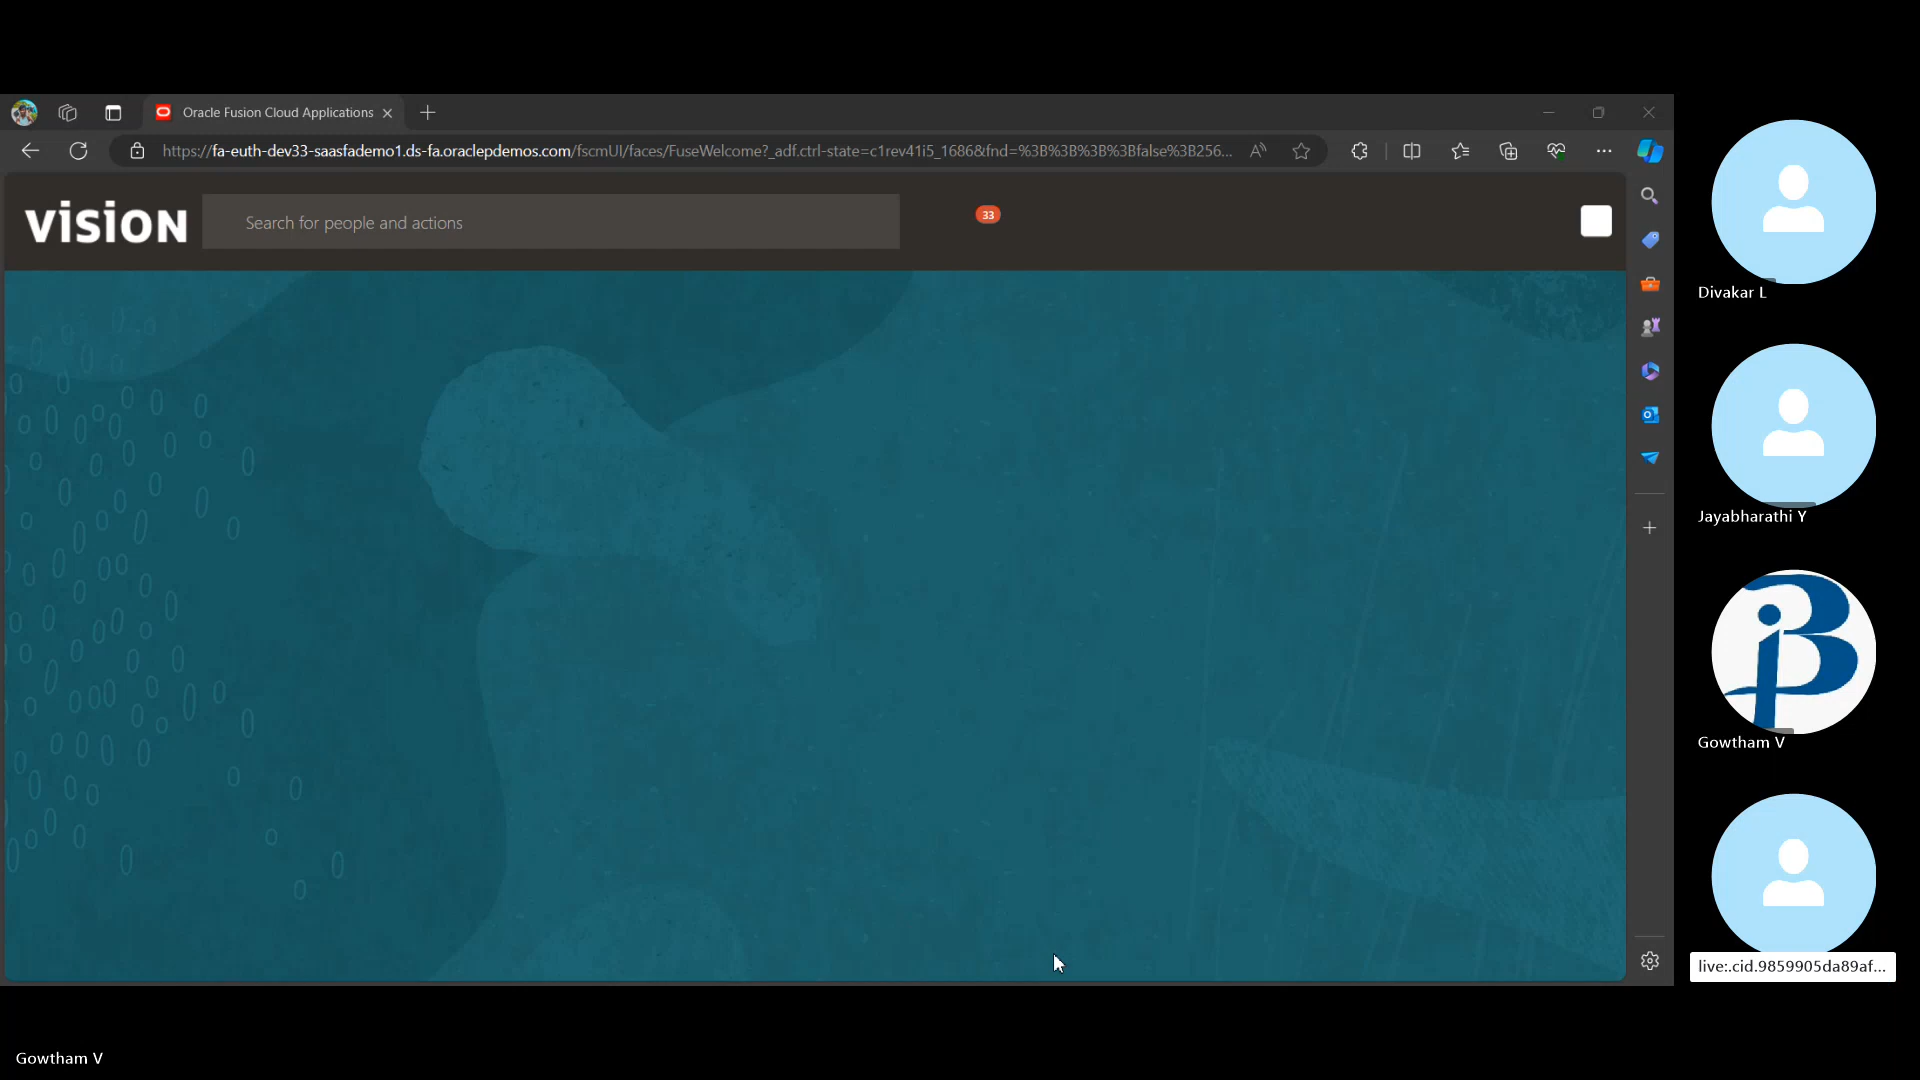 Oracle Fusion Cloud Applications
https://fa-euth-dev33-saasfademo1.ds-fa.oraclepdemos.com/fscmUI/faces/FuseWelcome?_adf.ctrl-state=c1rev41i5_1686&fnd=%3B%3B%3B%3Bfalse%3B256...
VISION
Search for people and actions
33
Divakar L
Jayabharathi Y
Gowtham V
live:.cid.9859905da89af...
Gowtham V